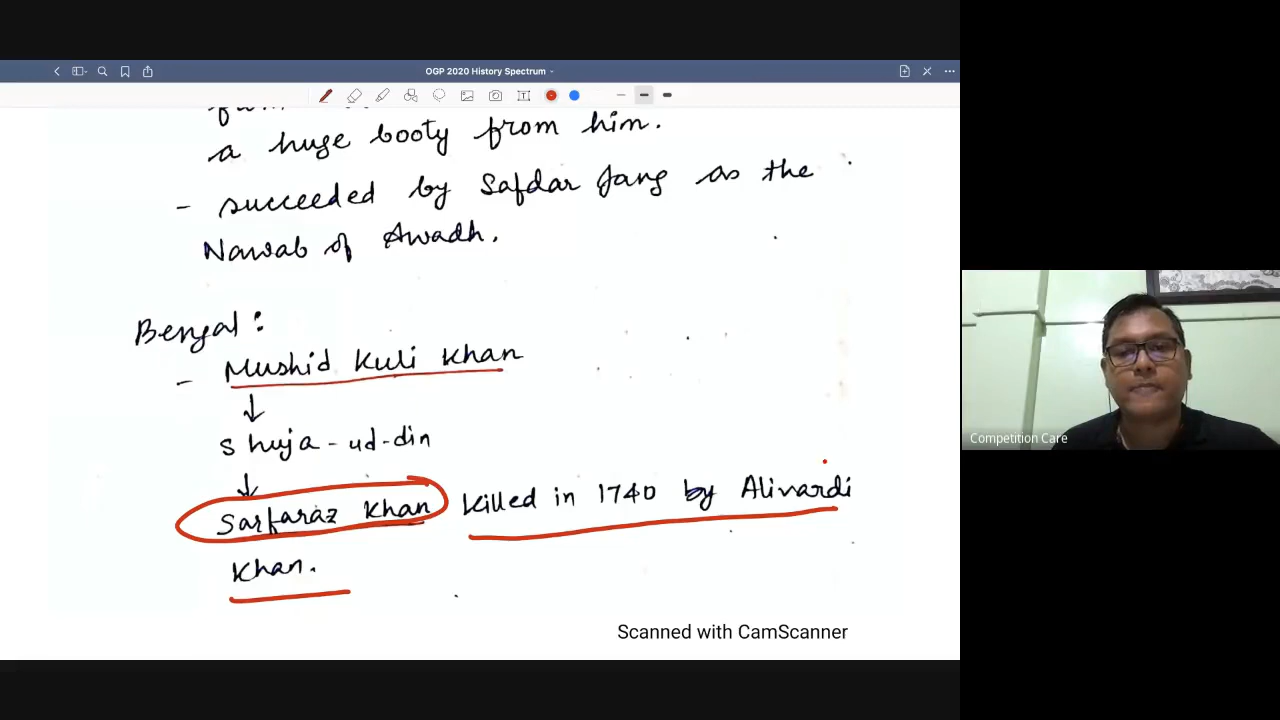 OGP 2020 History Spectrum
a huge booty from him.
- succeeded by Safdar Jang as the
Nawab of Awadh.
Bengal:
- Mushid Kuli Khan
↓
Shuja-ud-din
↓
Sarfaraz Khan Killed in 1740 by Alivardi
Khan.
Scanned with CamScanner
Competition Care